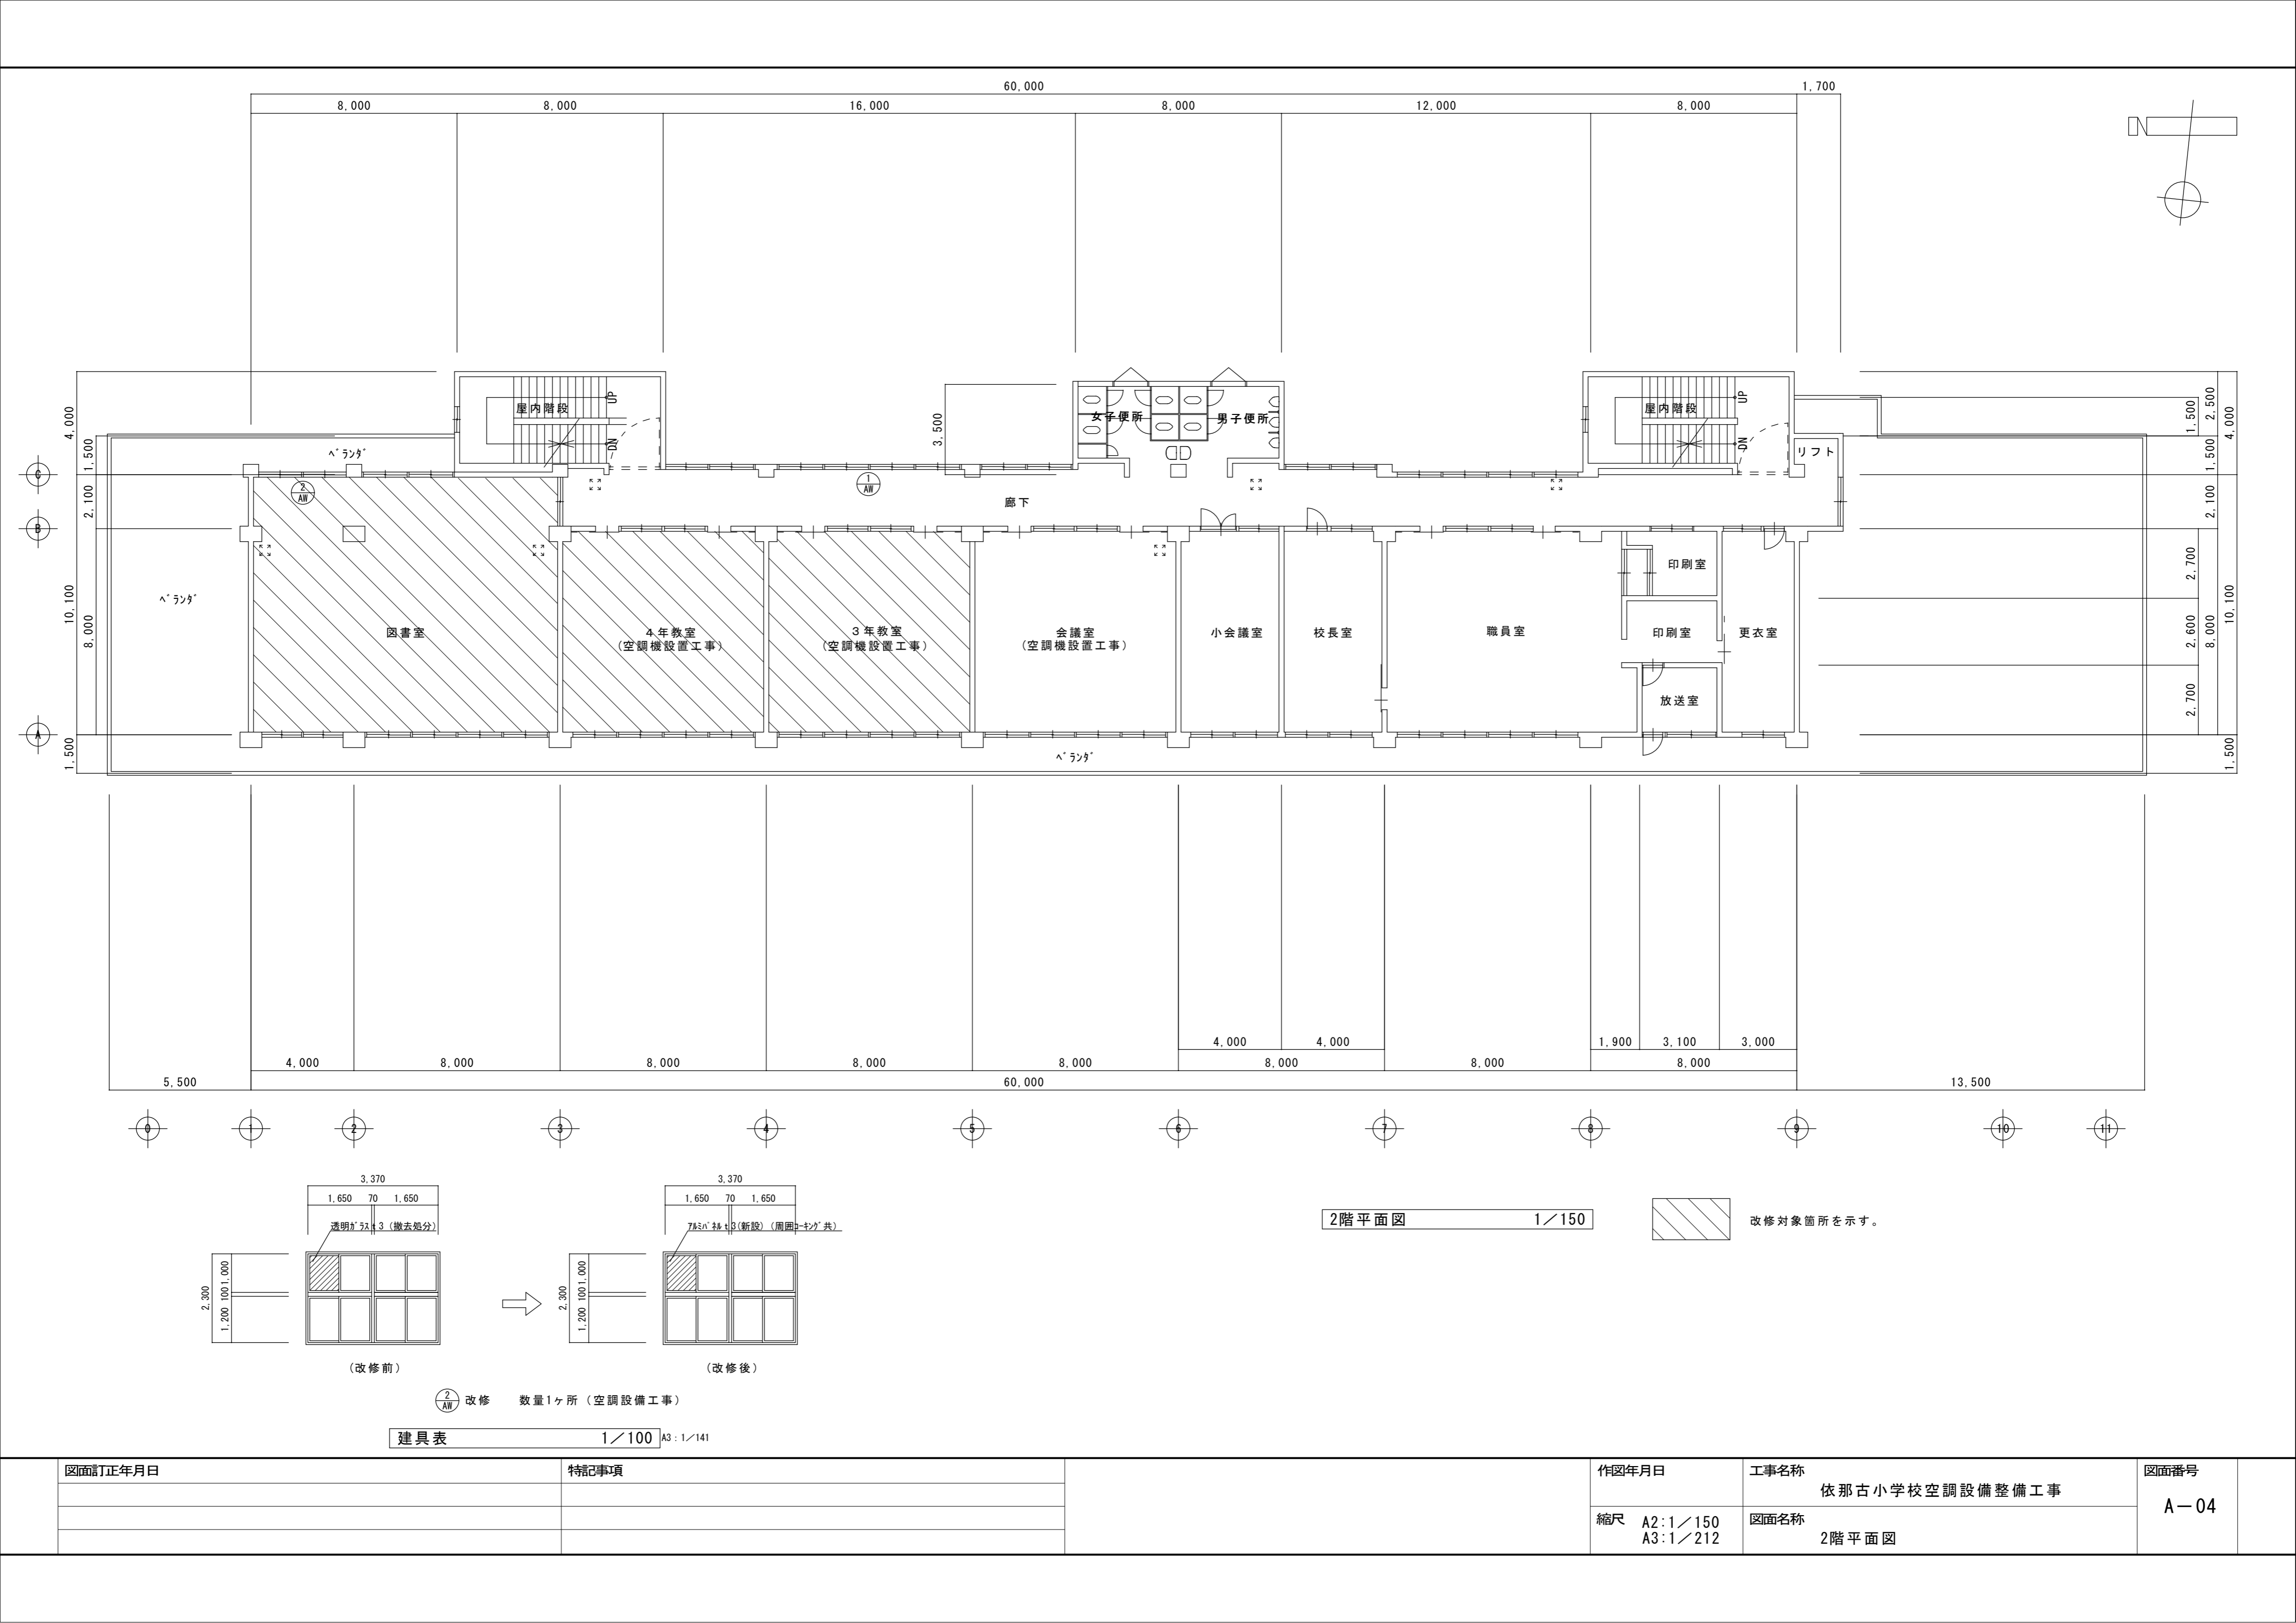 60,000
1,700
8,000
8,000
16,000
8,000
12,000
8,000
N
4,000
1,500
2,100
10,100
8,000
1,500
C
B
A
屋内階段
UP
DN
3,500
女子便所
男子便所
屋内階段
UP
DN
リフト
ﾍﾞﾗﾝﾀﾞ
2
AW
1
AW
廊下
ﾍﾞﾗﾝﾀﾞ
図書室
4年教室
(空調機設置工事)
3年教室
(空調機設置工事)
会議室
(空調機設置工事)
小会議室
校長室
職員室
印刷室
印刷室
更衣室
放送室
ﾍﾞﾗﾝﾀﾞ
1,500
2,500
4,000
1,500
2,100
2,700
2,600
8,000
10,100
2,700
1,500
4,000
4,000
1,900
3,100
3,000
4,000
8,000
8,000
8,000
8,000
8,000
8,000
8,000
5,500
60,000
13,500
0
1
2
3
4
5
6
7
8
9
10
11
3,370
1,650
70
1,650
透明ｶﾞﾗｽｔ3（撤去処分）
2,300
1,000
100
1,200
(改修前)
3,370
1,650
70
1,650
ｱﾙﾐﾊﾟﾈﾙｔ3(新設)（周囲ｺｰｷﾝｸﾞ共）
2,300
1,000
100
1,200
(改修後)
2
AW
改修　数量1ヶ所（空調設備工事）
建具表　1／100
A3：1／141
2階平面図　1／150
改修対象箇所を示す。
図面訂正年月日
特記事項
作図年月日
工事名称
依那古小学校空調設備整備工事
縮尺
A2:1／150
A3:1／212
図面名称
2階平面図
図面番号
A－04